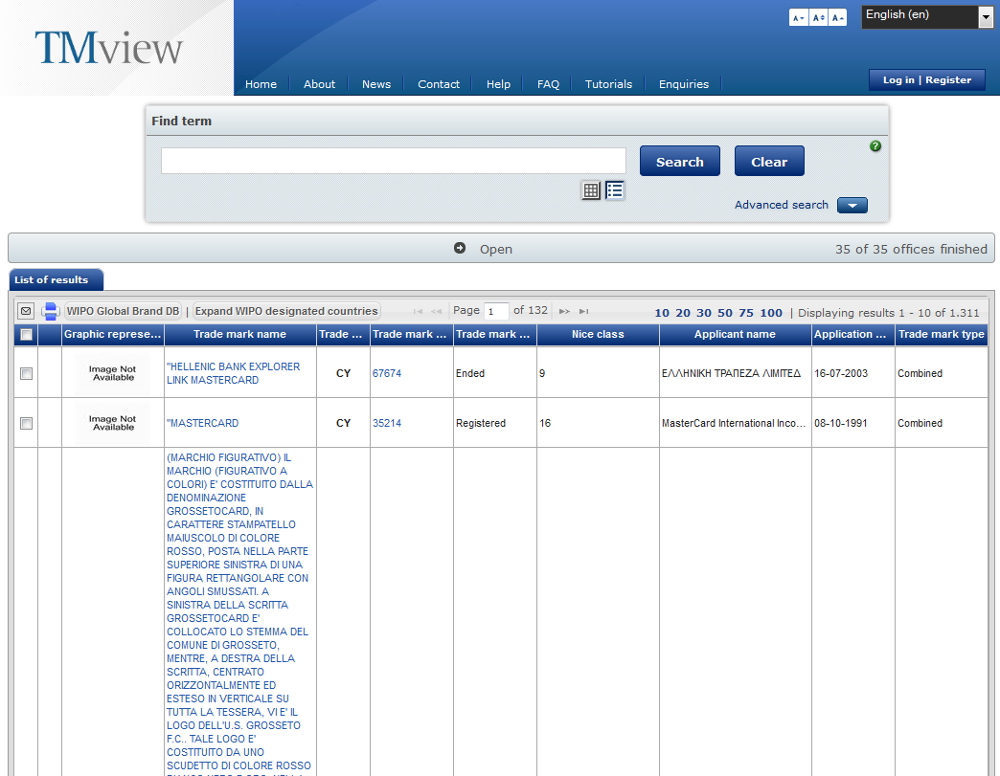 TMview
English (en)
Home
About
News
Contact
Help
FAQ
Tutorials
Enquiries
Log in | Register
Find term
Search
Clear
Advanced search
Open
35 of 35 offices finished
List of results
WIPO Global Brand DB | Expand WIPO designated countries
Page 1 of 132
10 20 30 50 75 100 | Displaying results 1 - 10 of 1.311
Graphic represe... Trade mark name Trade ... Trade mark ... Trade mark ... Nice class Applicant name Application ... Trade mark type
Image Not
Available
"HELLENIC BANK EXPLORER
LINK MASTERCARD
CY
67674
Ended
9
ΕΛΛΗΝΙΚΗ ΤΡΑΠΕΖΑ ΛΙΜΙΤΕΔ
16-07-2003
Combined
Image Not
Available
"MASTERCARD
CY
35214
Registered
16
MasterCard International Inco...
08-10-1991
Combined
(MARCHIO FIGURATIVO) IL
MARCHIO (FIGURATIVO A
COLORI) E' COSTITUITO DALLA
DENOMINAZIONE
GROSSETOCARD, IN
CARATTERE STAMPATELLO
MAIUSCOLO DI COLORE
ROSSO, POSTA NELLA PARTE
SUPERIORE SINISTRA DI UNA
FIGURA RETTANGOLARE CON
ANGOLI SMUSSATI. A
SINISTRA DELLA SCRITTA
GROSSETOCARD E'
COLLOCATO LO STEMMA DEL
COMUNE DI GROSSETO,
MENTRE, A DESTRA DELLA
SCRITTA, CENTRATO
ORIZZONTALMENTE ED
ESTESO IN VERTICALE SU
TUTTA LA TESSERA, VI E' IL
LOGO DELL'U.S. GROSSETO
F.C.. TALE LOGO E'
COSTITUITO DA UNO
SCUDETTO DI COLORE ROSSO